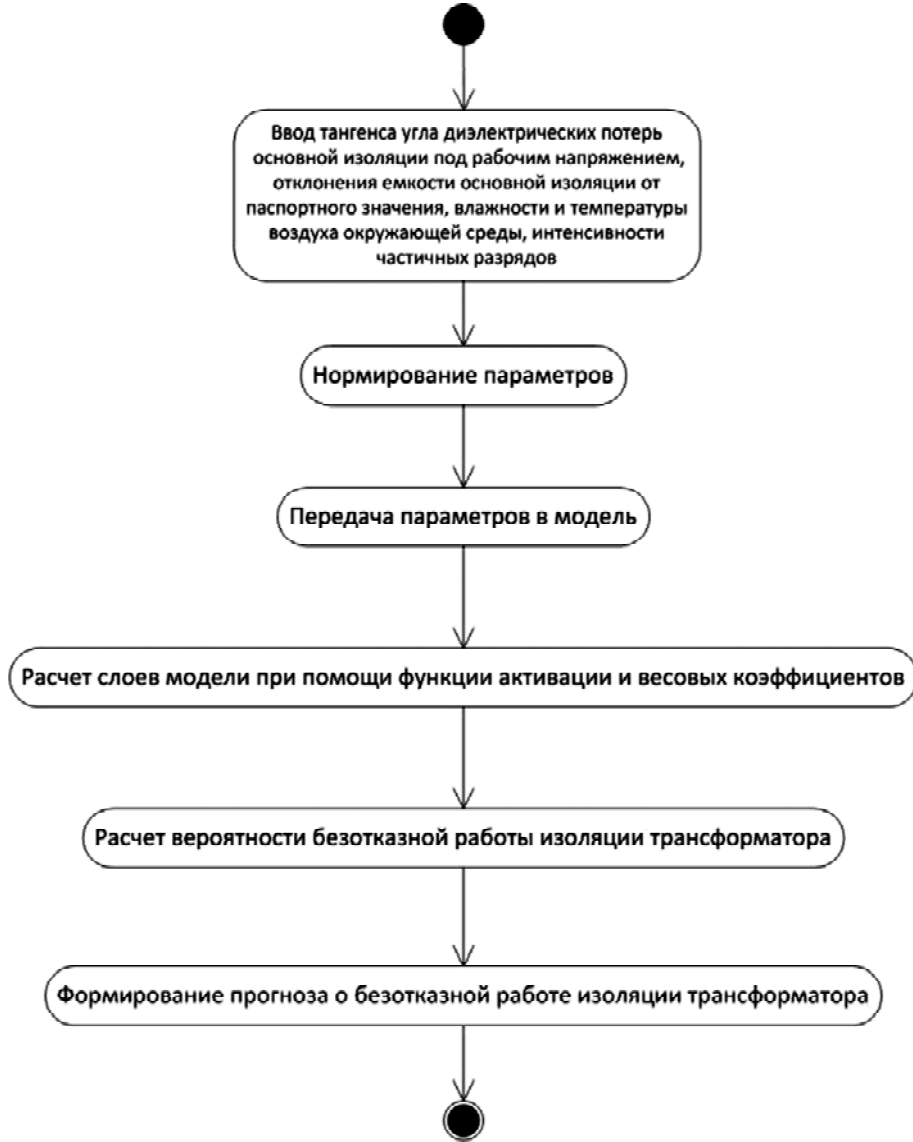 Ввод тангенса угла диэлектрических потерь
основной изоляции под рабочим напряжением,
отклонения емкости основной изоляции от
паспортного значения, влажности и температуры
воздуха окружающей среды, интенсивности
частичных разрядов
Нормирование параметров
Передача параметров в модель
Расчет слоев модели при помощи функции активации и весовых коэффициентов
Расчет вероятности безотказной работы изоляции трансформатора
Формирование прогноза о безотказной работе изоляции трансформатора